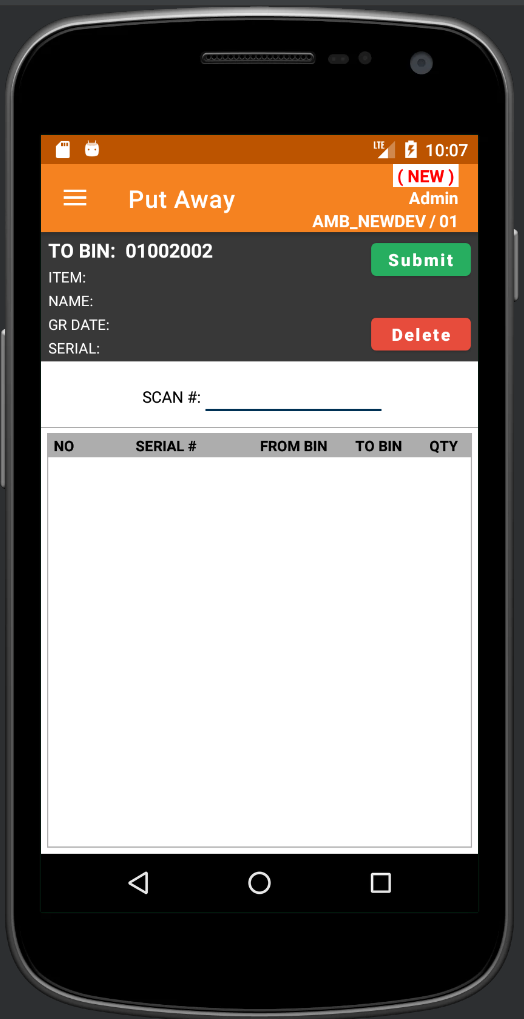 LTE 10:07
( NEW )
Put Away Admin
AMB_NEWDEV / 01
TO BIN: 01002002 Submit
ITEM:
NAME:
GR DATE: Delete
SERIAL:
SCAN #:
NO SERIAL # FROM BIN TO BIN QTY